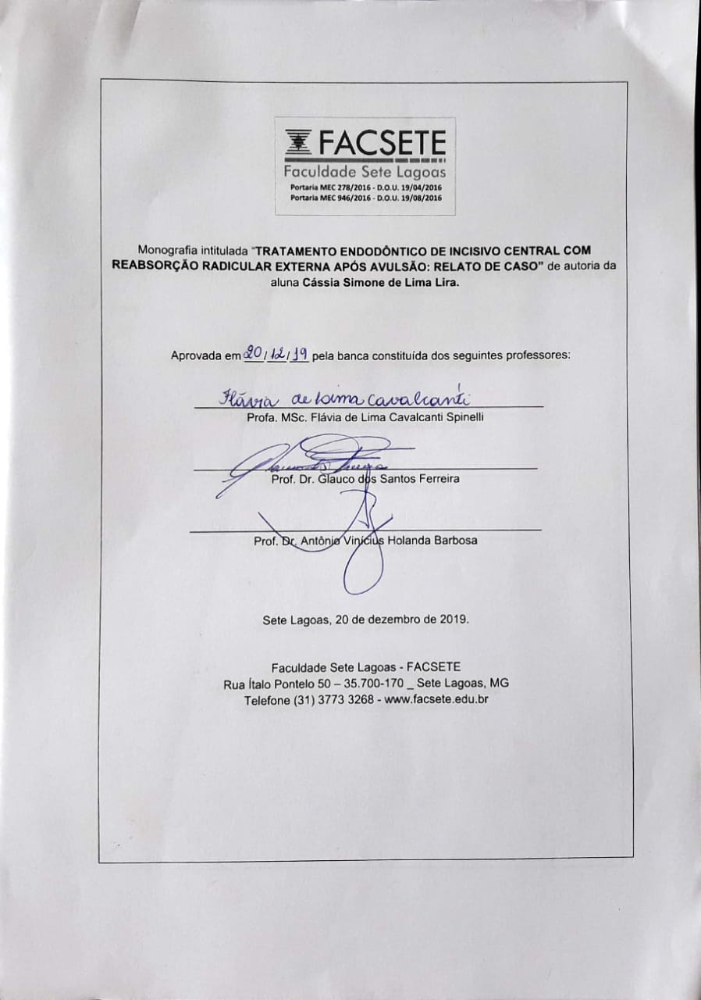 FACSETE
Faculdade Sete Lagoas
Portaria MEC 278/2016 - D.O.U. 19/04/2016
Portaria MEC 946/2016 - D.O.U. 19/08/2016
Monografia intitulada "TRATAMENTO ENDODÔNTICO DE INCISIVO CENTRAL COM
REABSORÇÃO RADICULAR EXTERNA APÓS AVULSÃO: RELATO DE CASO" de autoria da
aluna Cássia Simone de Lima Lira.
Aprovada em 20/12/19 pela banca constituída dos seguintes professores:
Flávia de Lima Cavalcanti
Profa. MSc. Flávia de Lima Cavalcanti Spinelli
Prof. Dr. Glauco dos Santos Ferreira
Prof. Dr. Antônio Vinícius Holanda Barbosa
Sete Lagoas, 20 de dezembro de 2019.
Faculdade Sete Lagoas - FACSETE
Rua Ítalo Pontelo 50 – 35.700-170 _ Sete Lagoas, MG
Telefone (31) 3773 3268 - www.facsete.edu.br